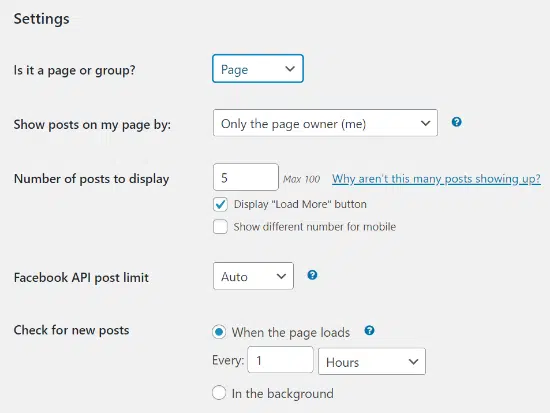 Settings
Is it a page or group? Page
Show posts on my page by: Only the page owner (me) ?
Number of posts to display 5 Max 100 Why aren't this many posts showing up?
Display "Load More" button
Show different number for mobile
Facebook API post limit Auto ?
Check for new posts When the page loads ?
Every: 1 Hours
In the background